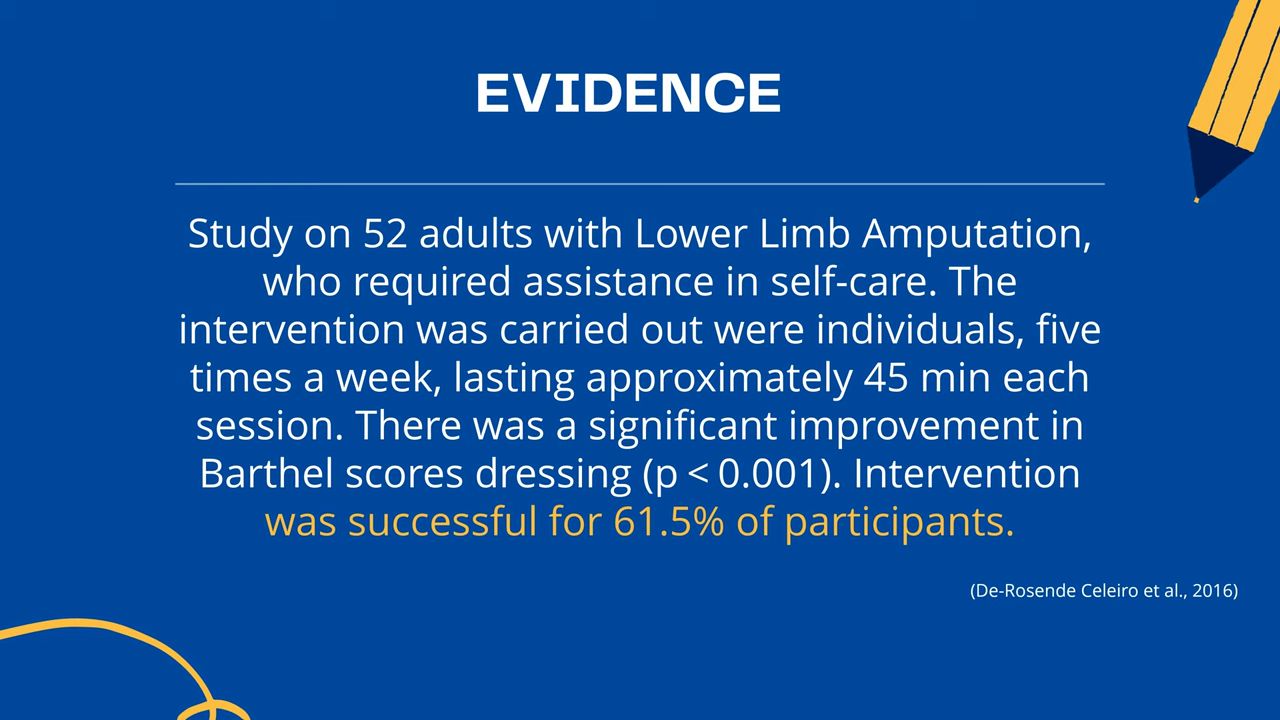 EVIDENCE
Study on 52 adults with Lower Limb Amputation,
who required assistance in self-care. The
intervention was carried out were individuals, five
times a week, lasting approximately 45 min each
session. There was a significant improvement in
Barthel scores dressing (p < 0.001). Intervention
was successful for 61.5% of participants.
(De-Rosende Celeiro et al., 2016)